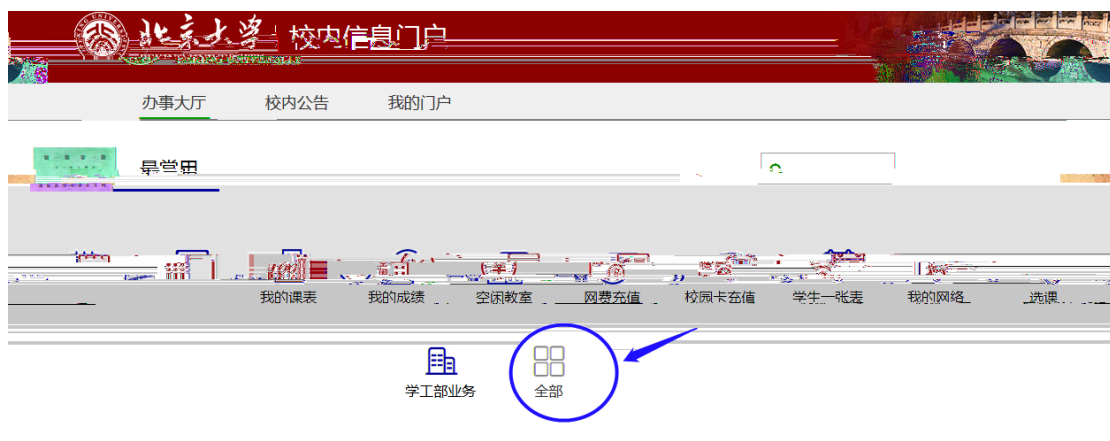 北京大学 校内信息门户
办事大厅 校内公告 我的门户
最常用
我的课表 我的成绩 空闲教室 网费充值 校园卡充值 学生一张表 我的网络 选课
学工部业务 全部